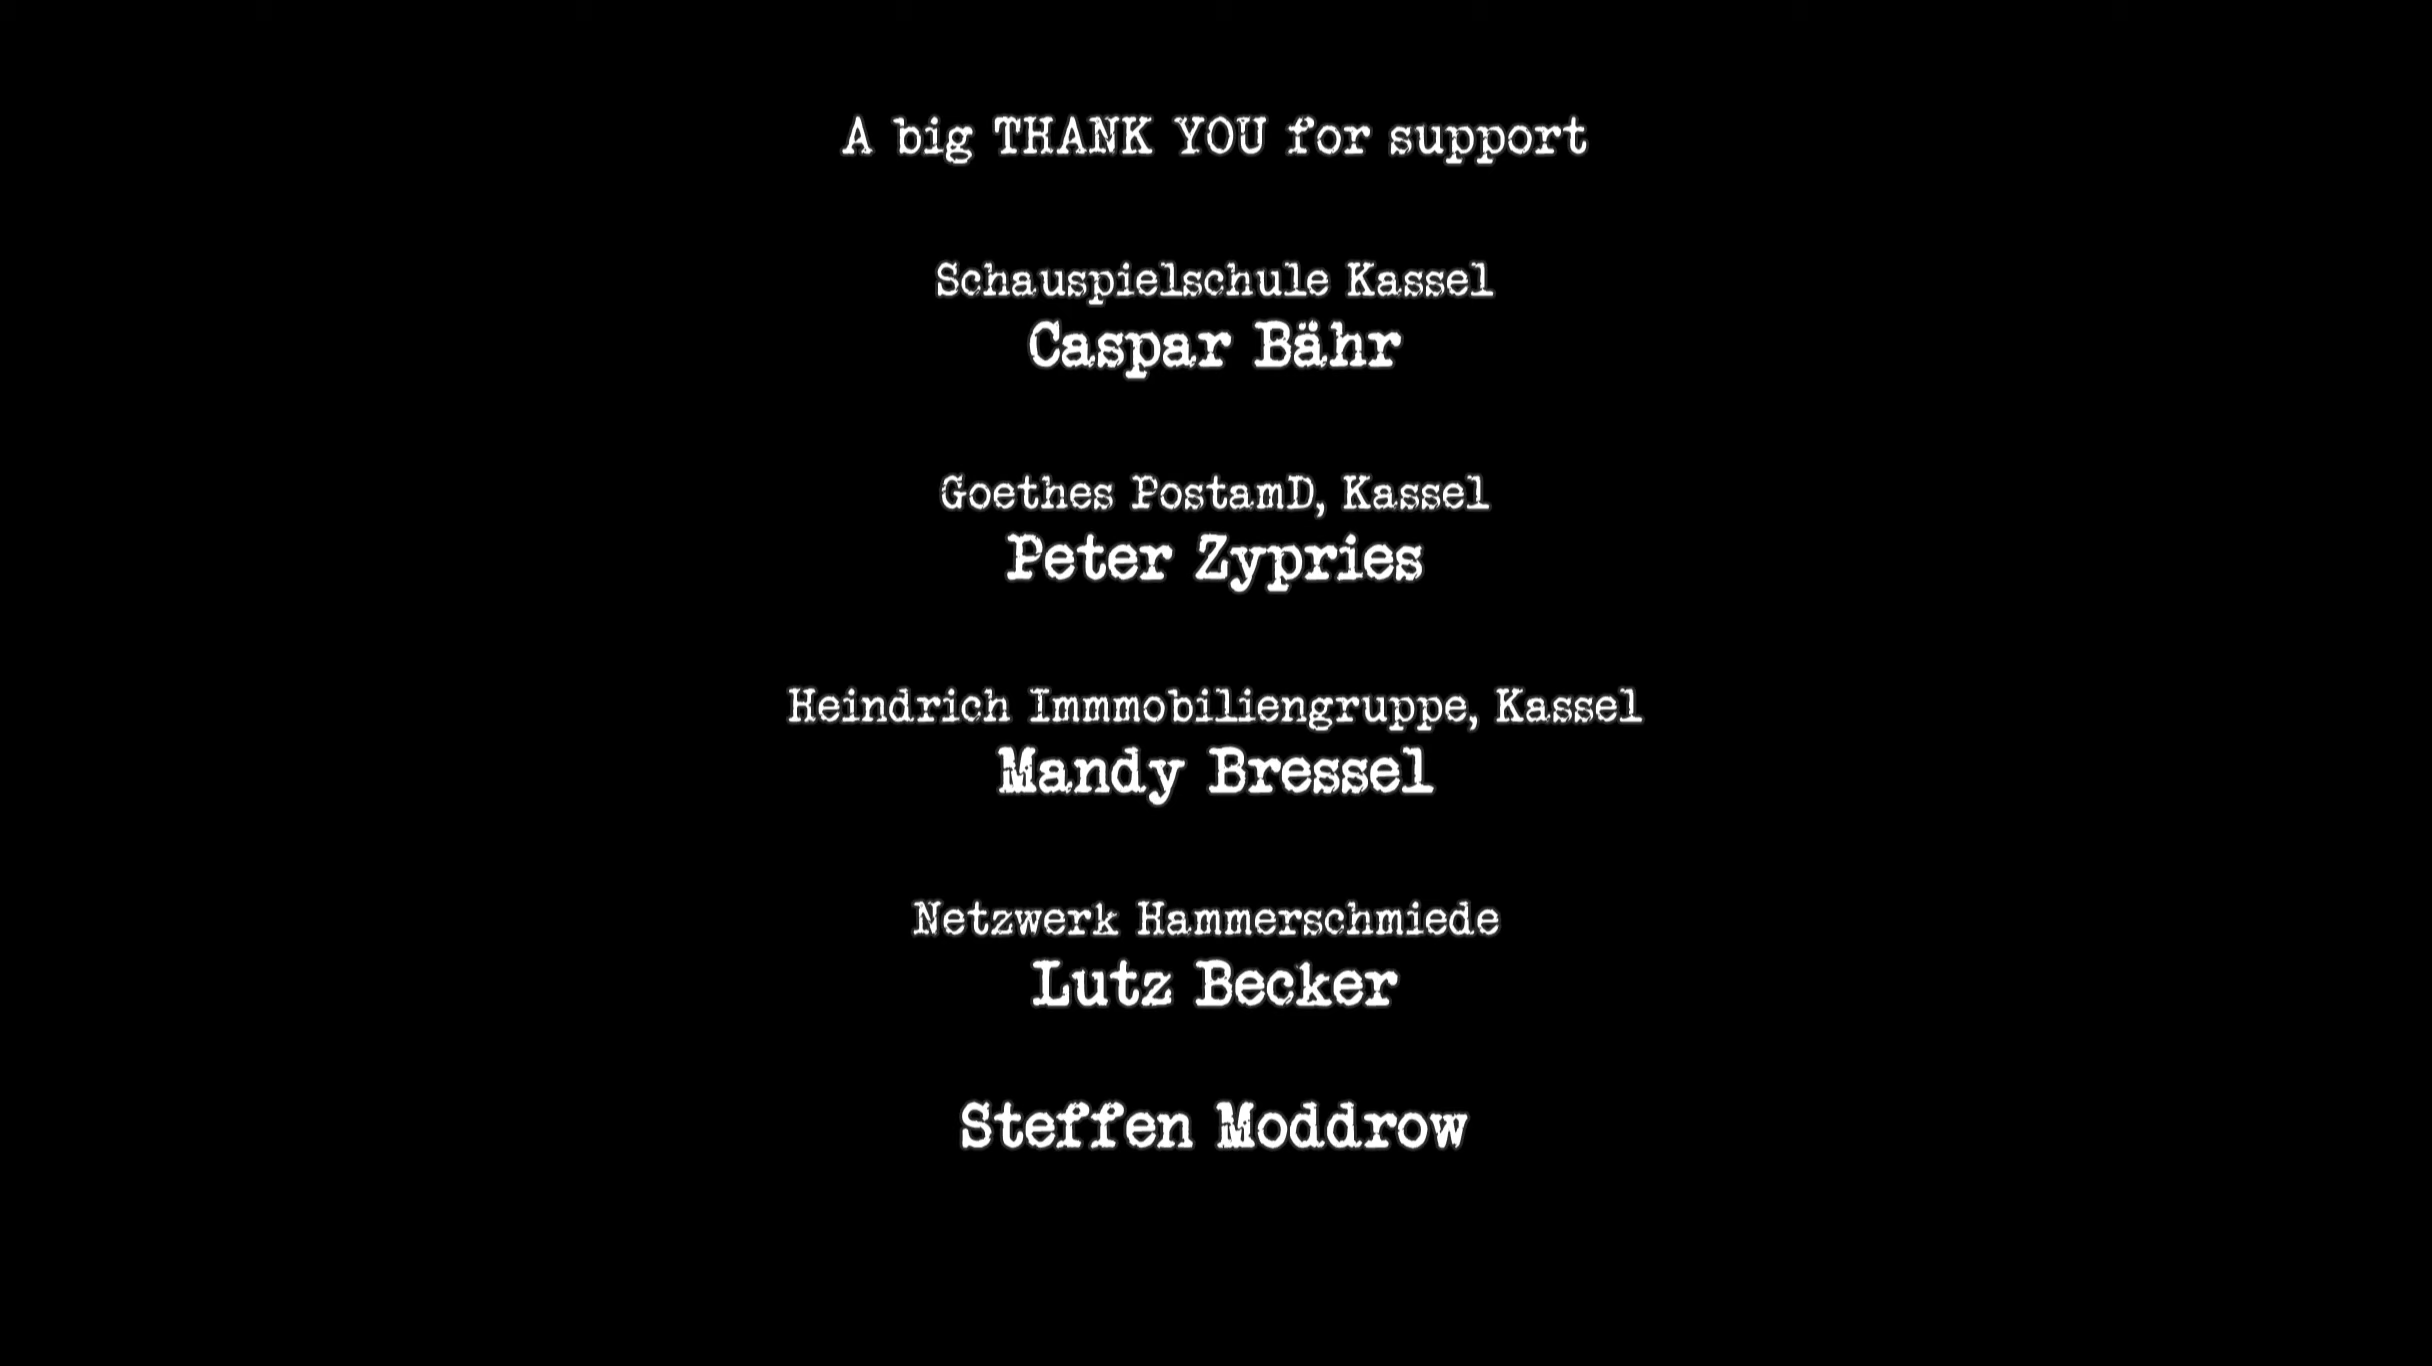 A big THANK YOU for support
Schauspielschule Kassel
Caspar Bähr
Goethes PostamD, Kassel
Peter Zypries
Heindrich Immmobiliengruppe, Kassel
Mandy Bressel
Netzwerk Hammerschmiede
Lutz Becker
Steffen Moddrow